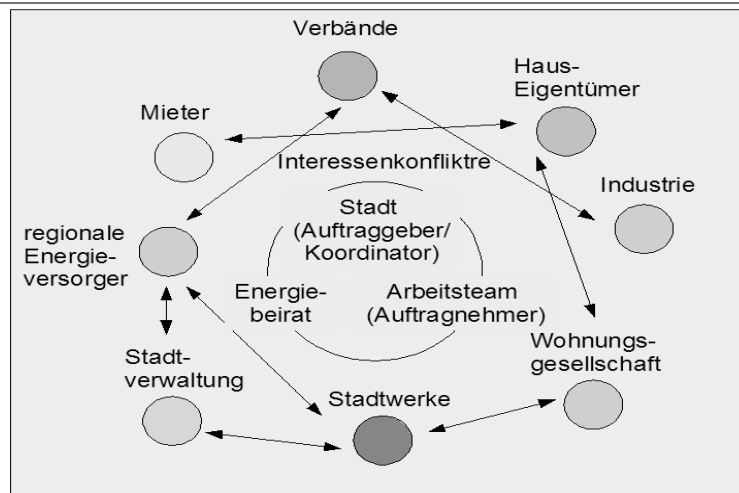 Verbände
Haus-
Eigentümer
Mieter
Interessenkonfliktre
Industrie
Stadt
(Auftraggeber/
Koordinator)
regionale
Energie-
versorger
Energie-
beirat
Arbeitsteam
(Auftragnehmer)
Wohnungs-
gesellschaft
Stadt-
verwaltung
Stadtwerke